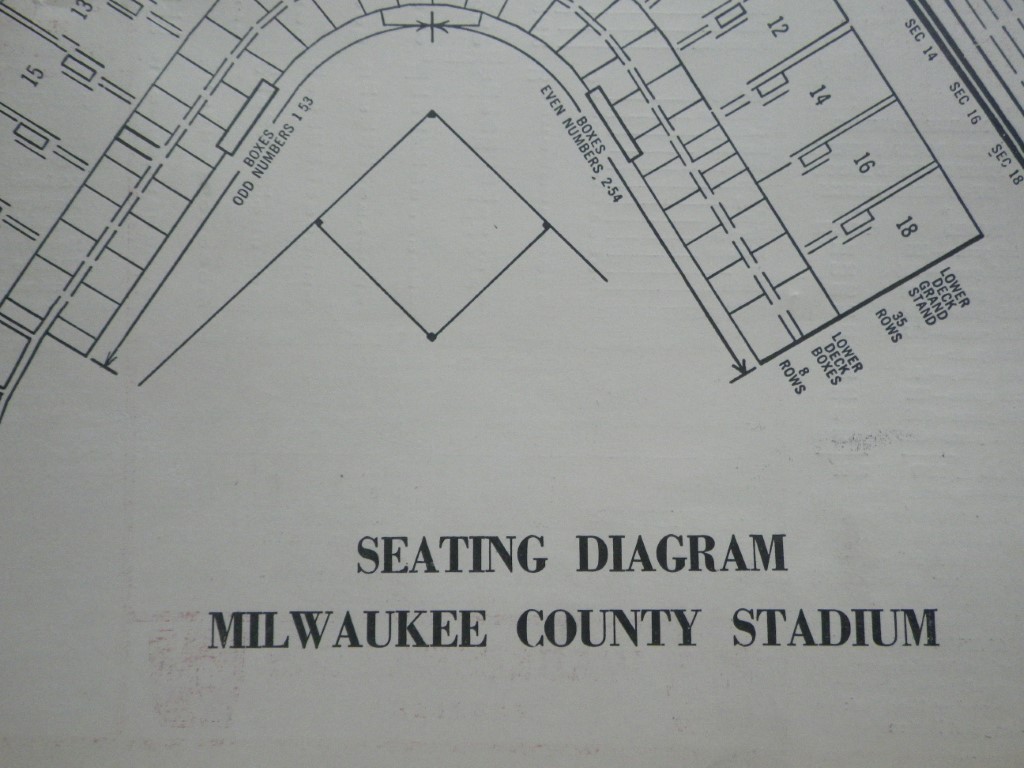 13
15
12
14
16
18
SEC 14
SEC 16
SEC 18
BOXES
ODD NUMBERS 1 53
BOXES
EVEN NUMBERS 2-54
LOWER
DECK
GRAND
STAND
35
ROWS
LOWER
DECK
BOXES
8
ROWS
SEATING DIAGRAM
MILWAUKEE COUNTY STADIUM